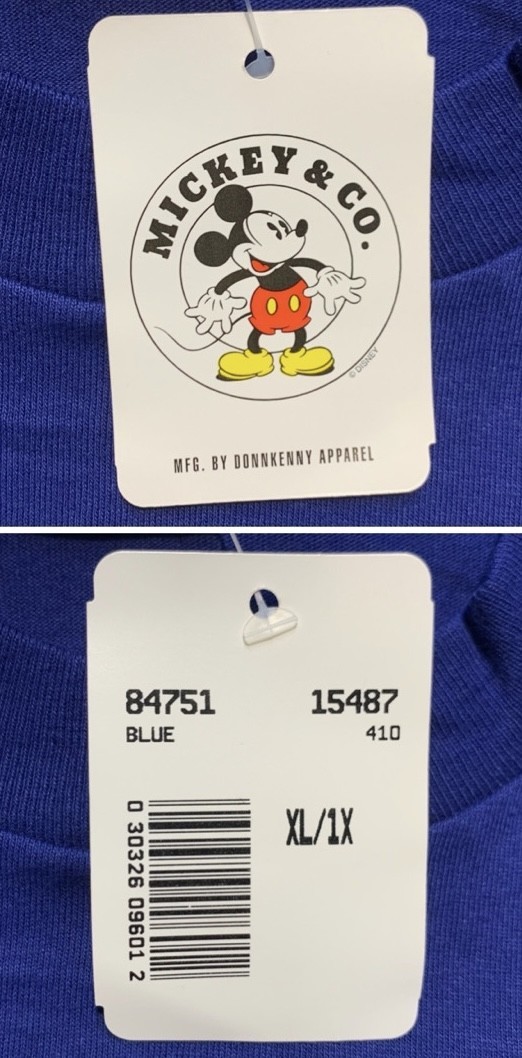 MICKEY & CO.
© DISNEY
MFG. BY DONNKENNY APPAREL
84751 15487
BLUE 410
XL/1X
0 30326 09601 2